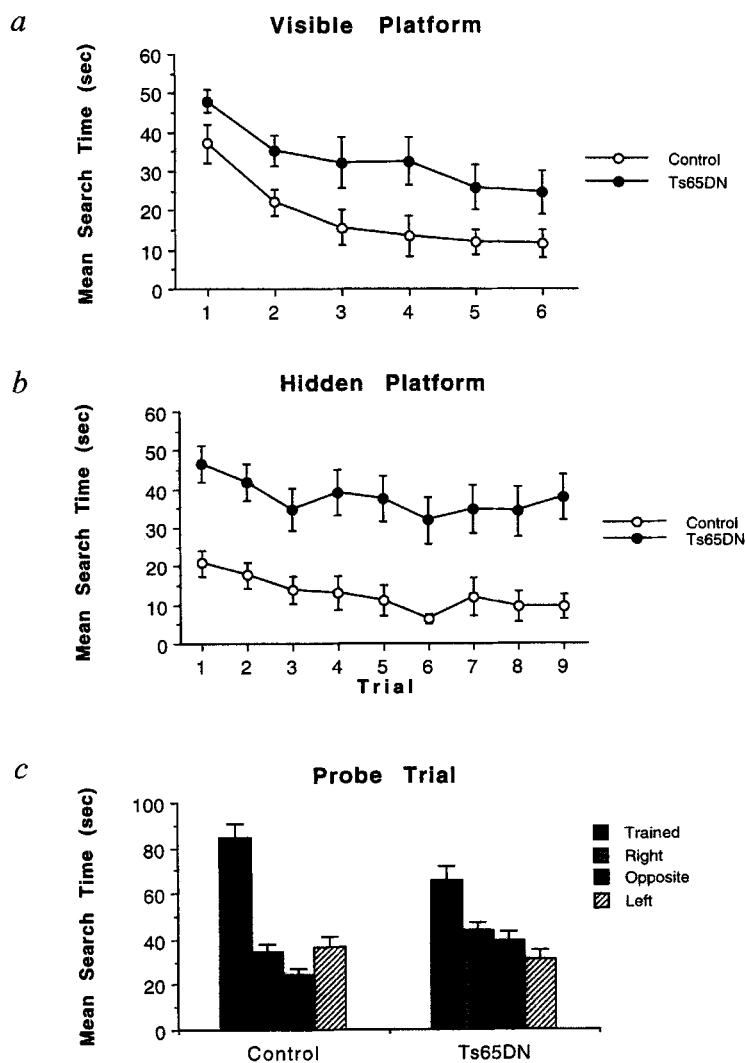 a
Visible Platform
Mean Search Time (sec)
60
50
40
30
20
10
0
1 2 3 4 5 6
Control
Ts65DN
b
Hidden Platform
Mean Search Time (sec)
60
50
40
30
20
10
0
1 2 3 4 5 6 7 8 9
Trial
Control
Ts65DN
c
Probe Trial
Mean Search Time (sec)
100
80
60
40
20
0
Control Ts65DN
Trained
Right
Opposite
Left